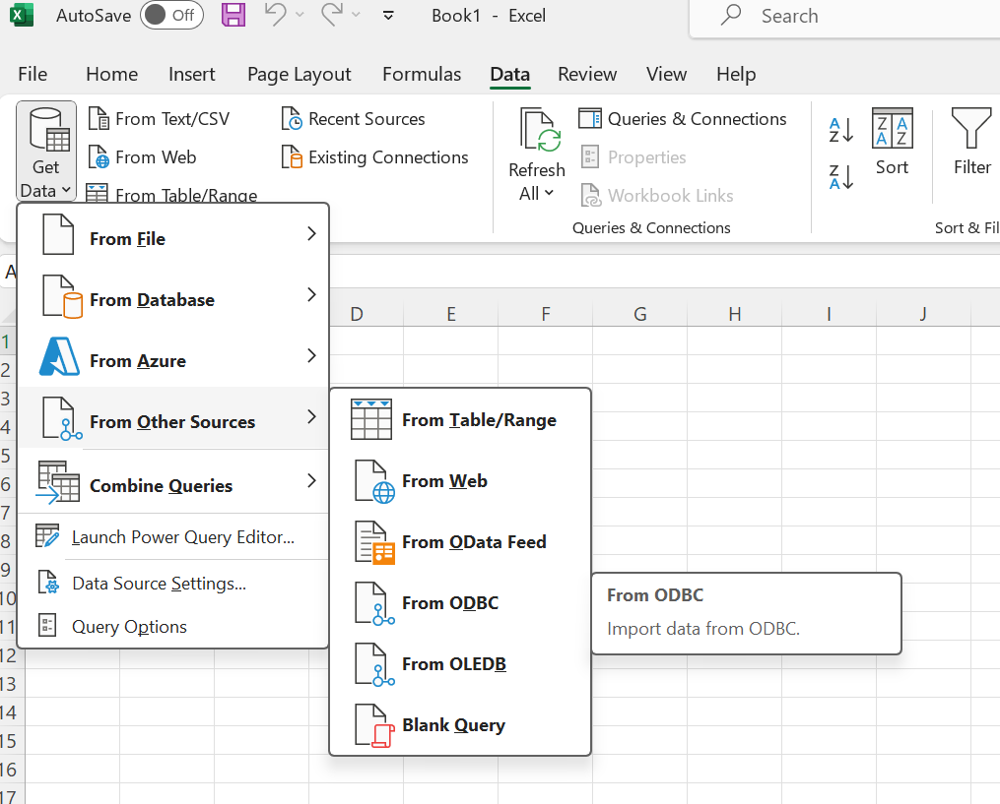 AutoSave Off Book1 - Excel Search
File Home Insert Page Layout Formulas Data Review View Help
Get Data
From Text/CSV
From Web
From Table/Range
Recent Sources
Existing Connections
Refresh All
Queries & Connections
Properties
Workbook Links
Queries & Connections
Sort
Filter
Sort & Fil
From File
From Database
From Azure
From Other Sources
Combine Queries
Launch Power Query Editor...
Data Source Settings...
Query Options
From Table/Range
From Web
From OData Feed
From ODBC
From OLEDB
Blank Query
From ODBC
Import data from ODBC.
A
D E F G H I J
1
2
3
4
5
6
7
8
9
10
11
12
13
14
15
16
17